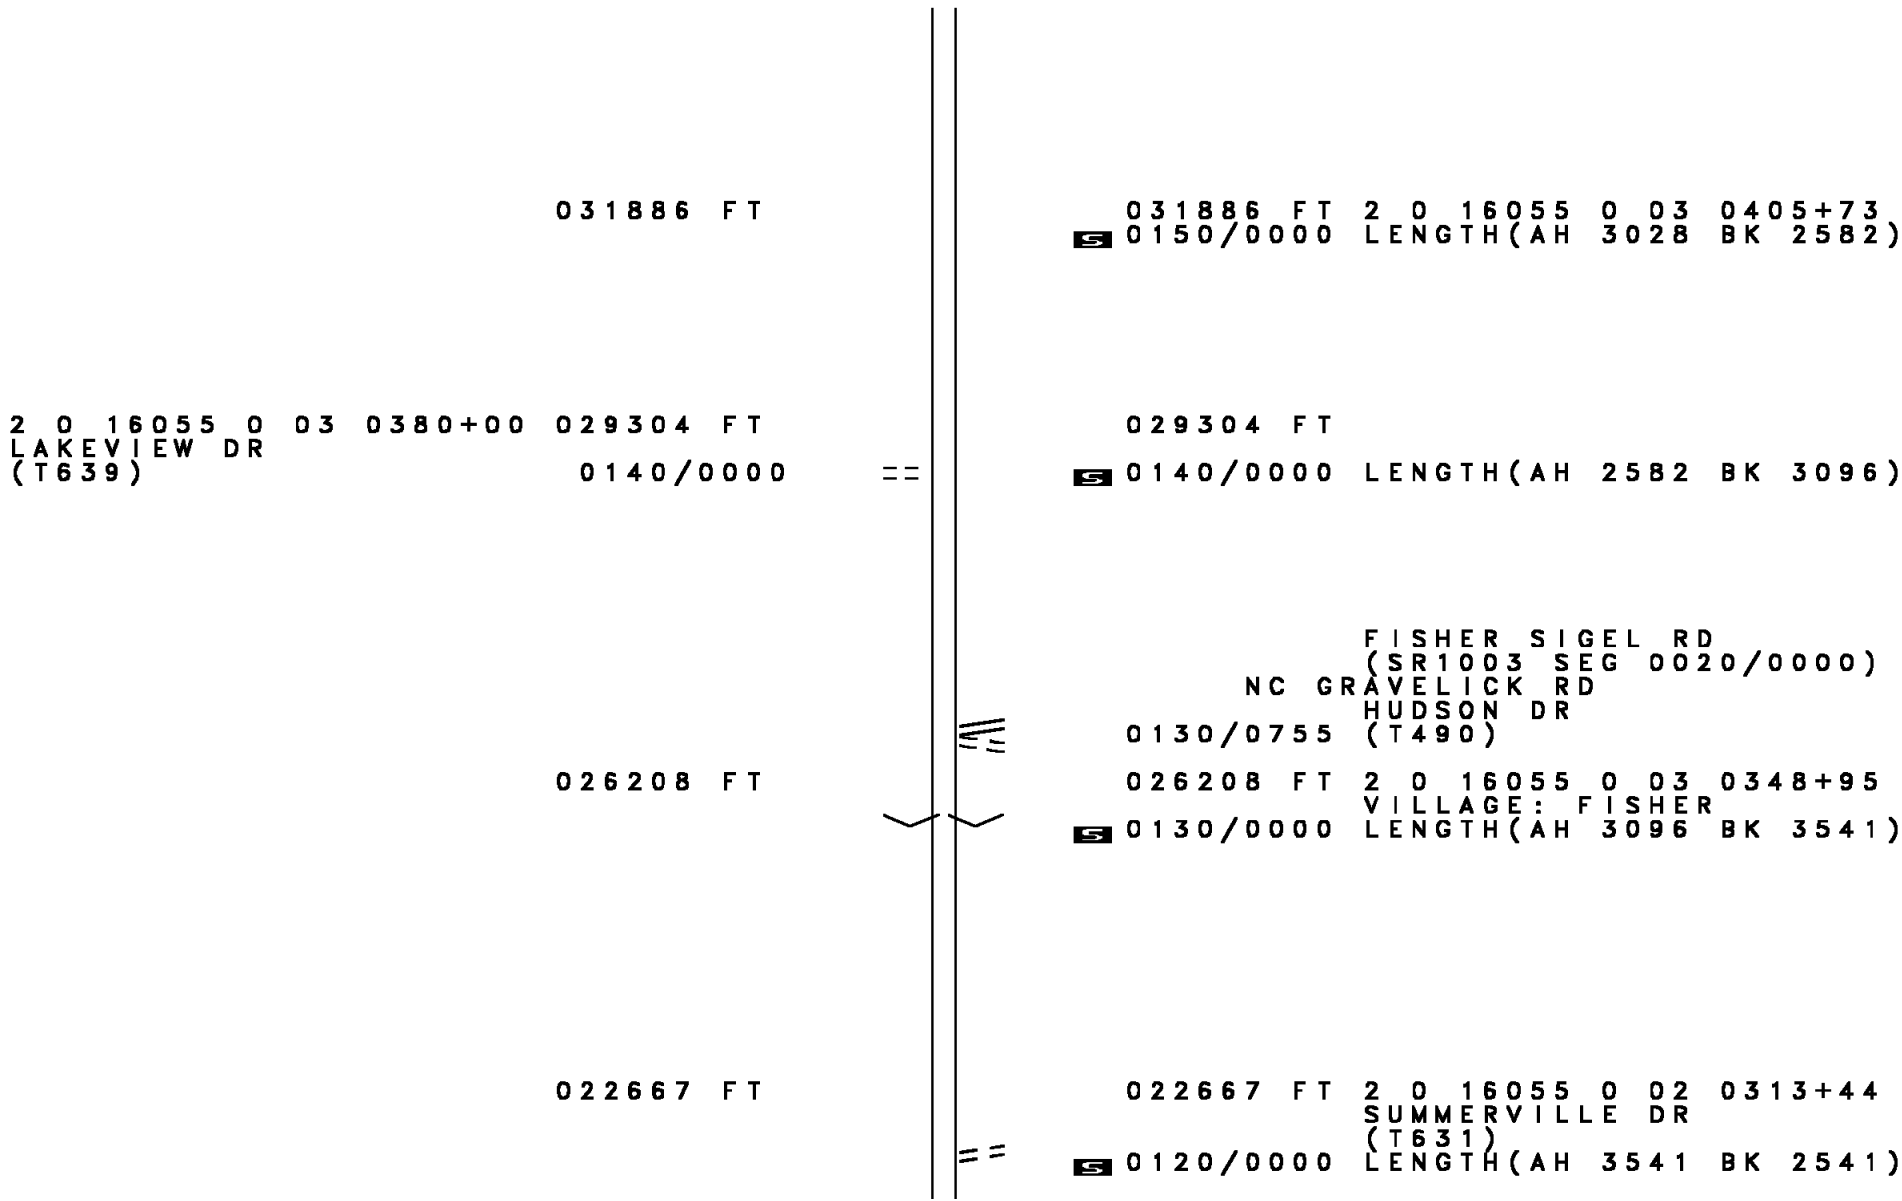 031886 FT 031886 FT 2 0 16055 0 03 0405+73
S 0150/0000 LENGTH(AH 3028 BK 2582)
2 0 16055 0 03 0380+00 029304 FT 029304 FT
LAKEVIEW DR
(T639) 0140/0000 S 0140/0000 LENGTH(AH 2582 BK 3096)
FISHER SIGEL RD
(SR1003 SEG 0020/0000)
NC GRAVELICK RD
HUDSON DR
0130/0755 (T490)
026208 FT 026208 FT 2 0 16055 0 03 0348+95
VILLAGE: FISHER
S 0130/0000 LENGTH(AH 3096 BK 3541)
022667 FT 022667 FT 2 0 16055 0 02 0313+44
SUMMERVILLE DR
(T631)
S 0120/0000 LENGTH(AH 3541 BK 2541)